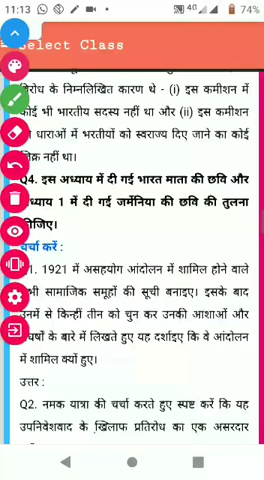 11:13
4G
74%
Select Class
विरोध के निम्नलिखित कारण थे - (i) इस कमीशन में
कोई भी भारतीय सदस्य नहीं था और (ii) इस कमीशन
धाराओं में भरतीयों को स्वराज्य दिए जाने का कोई
जिक्र नहीं था।
Q4. इस अध्याय में दी गई भारत माता की छवि और
अध्याय 1 में दी गई जर्मेनिया की छवि की तुलना
कीजिए।
चर्चा करें :
1. 1921 में असहयोग आंदोलन में शामिल होने वाले
सभी सामाजिक समूहों की सूची बनाइए। इसके बाद
उनमें से किन्हीं तीन को चुन कर उनकी आशाओं और
संघर्षों के बारे में लिखते हुए यह दर्शाइए कि वे आंदोलन
में शामिल क्यों हुए।
उत्तर :
Q2. नमक यात्रा की चर्चा करते हुए स्पष्ट करें कि यह
उपनिवेशवाद के खिलाफ प्रतिरोध का एक असरदार